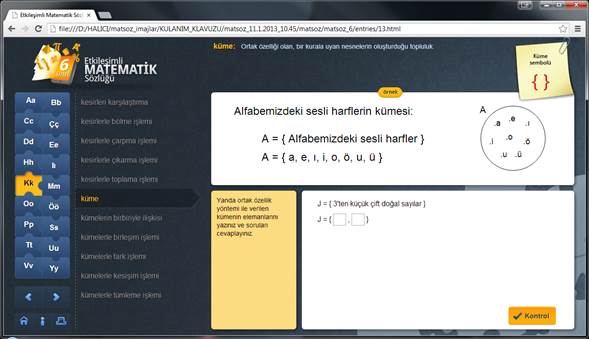 Etkileşimli Matematik Söz
file:///D:/HALICI/matsoz_imajlar/KULANIM_KLAVUZU/matsoz_11.1.2013_10.45/matsoz/matsoz_6/entries/13.html
6
sınıf
Etkileşimli
MATEMATİK
Sözlüğü
küme: Ortak özelliği olan, bir kurala uyan nesnelerin oluşturduğu topluluk.
Küme
sembolü
{ }
Aa Bb
Cc Çç
Dd Ee
Hh Iı
Kk Mm
Oo Öö
Pp Ss
Tt Uu
Vv Yy
kesirleri karşılaştırma
kesirlerle bölme işlemi
kesirlerle çarpma işlemi
kesirlerle çıkarma işlemi
kesirlerle toplama işlemi
küme
kümelerin birbiriyle ilişkisi
kümelerle birleşim işlemi
kümelerle fark işlemi
kümelerle kesişim işlemi
kümelerle tümleme işlemi
örnek
Alfabemizdeki sesli harflerin kümesi:
A = { Alfabemizdeki sesli harfler }
A = { a, e, ı, i, o, ö, u, ü }
A
.a .e .ı
.i .o .ö
.u .ü
Yanda ortak özellik
yöntemi ile verilen
kümenin elemanlarını
yazınız ve soruları
cevaplayınız.
J = { 3'ten küçük çift doğal sayılar }
J = { , }
Kontrol